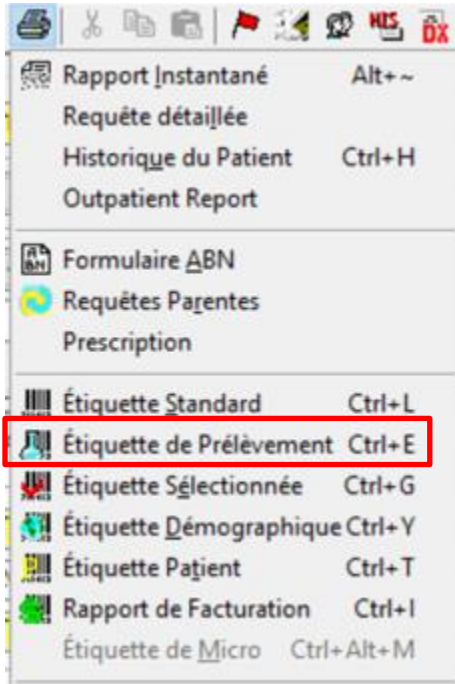 HIS DX
Rapport Instantané Alt+~
Requête détaillée
Historique du Patient Ctrl+H
Outpatient Report
Formulaire ABN
Requêtes Parentes
Prescription
Étiquette Standard Ctrl+L
Étiquette de Prélèvement Ctrl+E
Étiquette Sélectionnée Ctrl+G
Étiquette Démographique Ctrl+Y
Étiquette Patient Ctrl+T
Rapport de Facturation Ctrl+I
Étiquette de Micro Ctrl+Alt+M